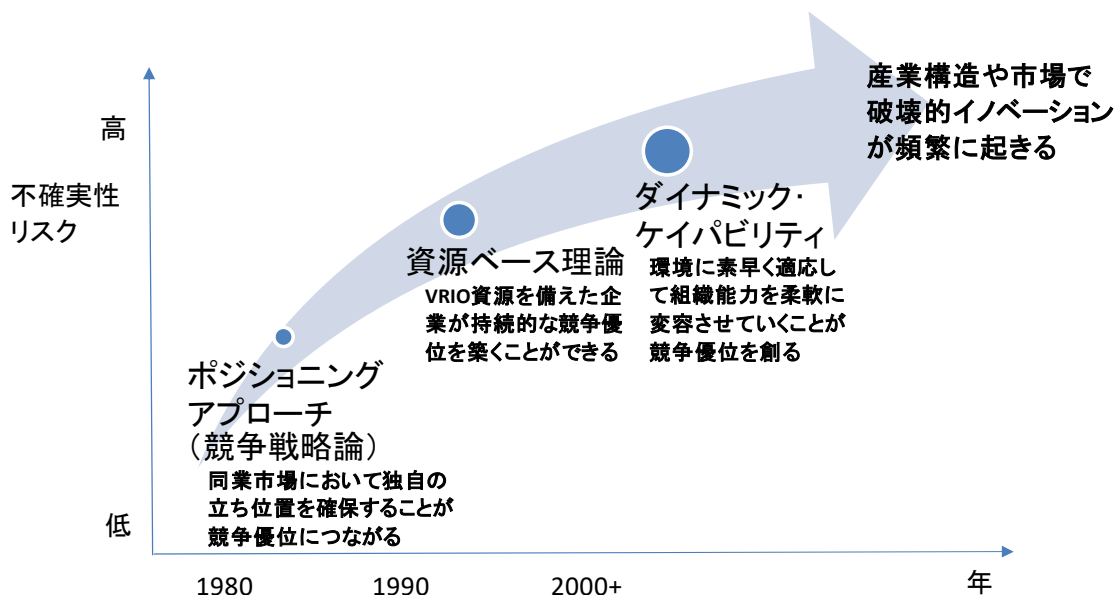 産業構造や市場で
破壊的イノベーション
が頻繁に起きる
高
不確実性
リスク
ダイナミック・
ケイパビリティ
環境に素早く適応し
て組織能力を柔軟に
変容させていくことが
競争優位を創る
資源ベース理論
VRIO資源を備えた企
業が持続的な競争優
位を築くことができる
ポジショニング
アプローチ
（競争戦略論）
同業市場において独自の
立ち位置を確保することが
競争優位につながる
低
1980
1990
2000+
年